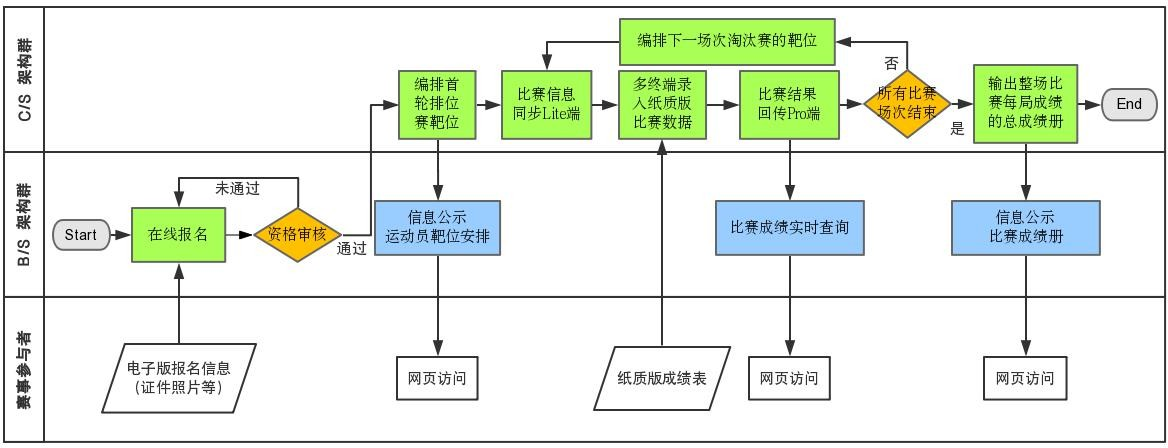 C/S 架构群
编排下一场次淘汰赛的靶位
否
编排首
轮排位
赛靶位
比赛信息
同步Lite端
多终端录
入纸质版
比赛数据
比赛结果
回传Pro端
所有比赛
场次结束
是
输出整场比
赛每局成绩
的总成绩册
End
B/S 架构群
Start
未通过
在线报名
资格审核
通过
信息公示
运动员靶位安排
比赛成绩实时查询
信息公示
比赛成绩册
赛事参与者
电子版报名信息
(证件照片等)
网页访问
纸质版成绩表
网页访问
网页访问